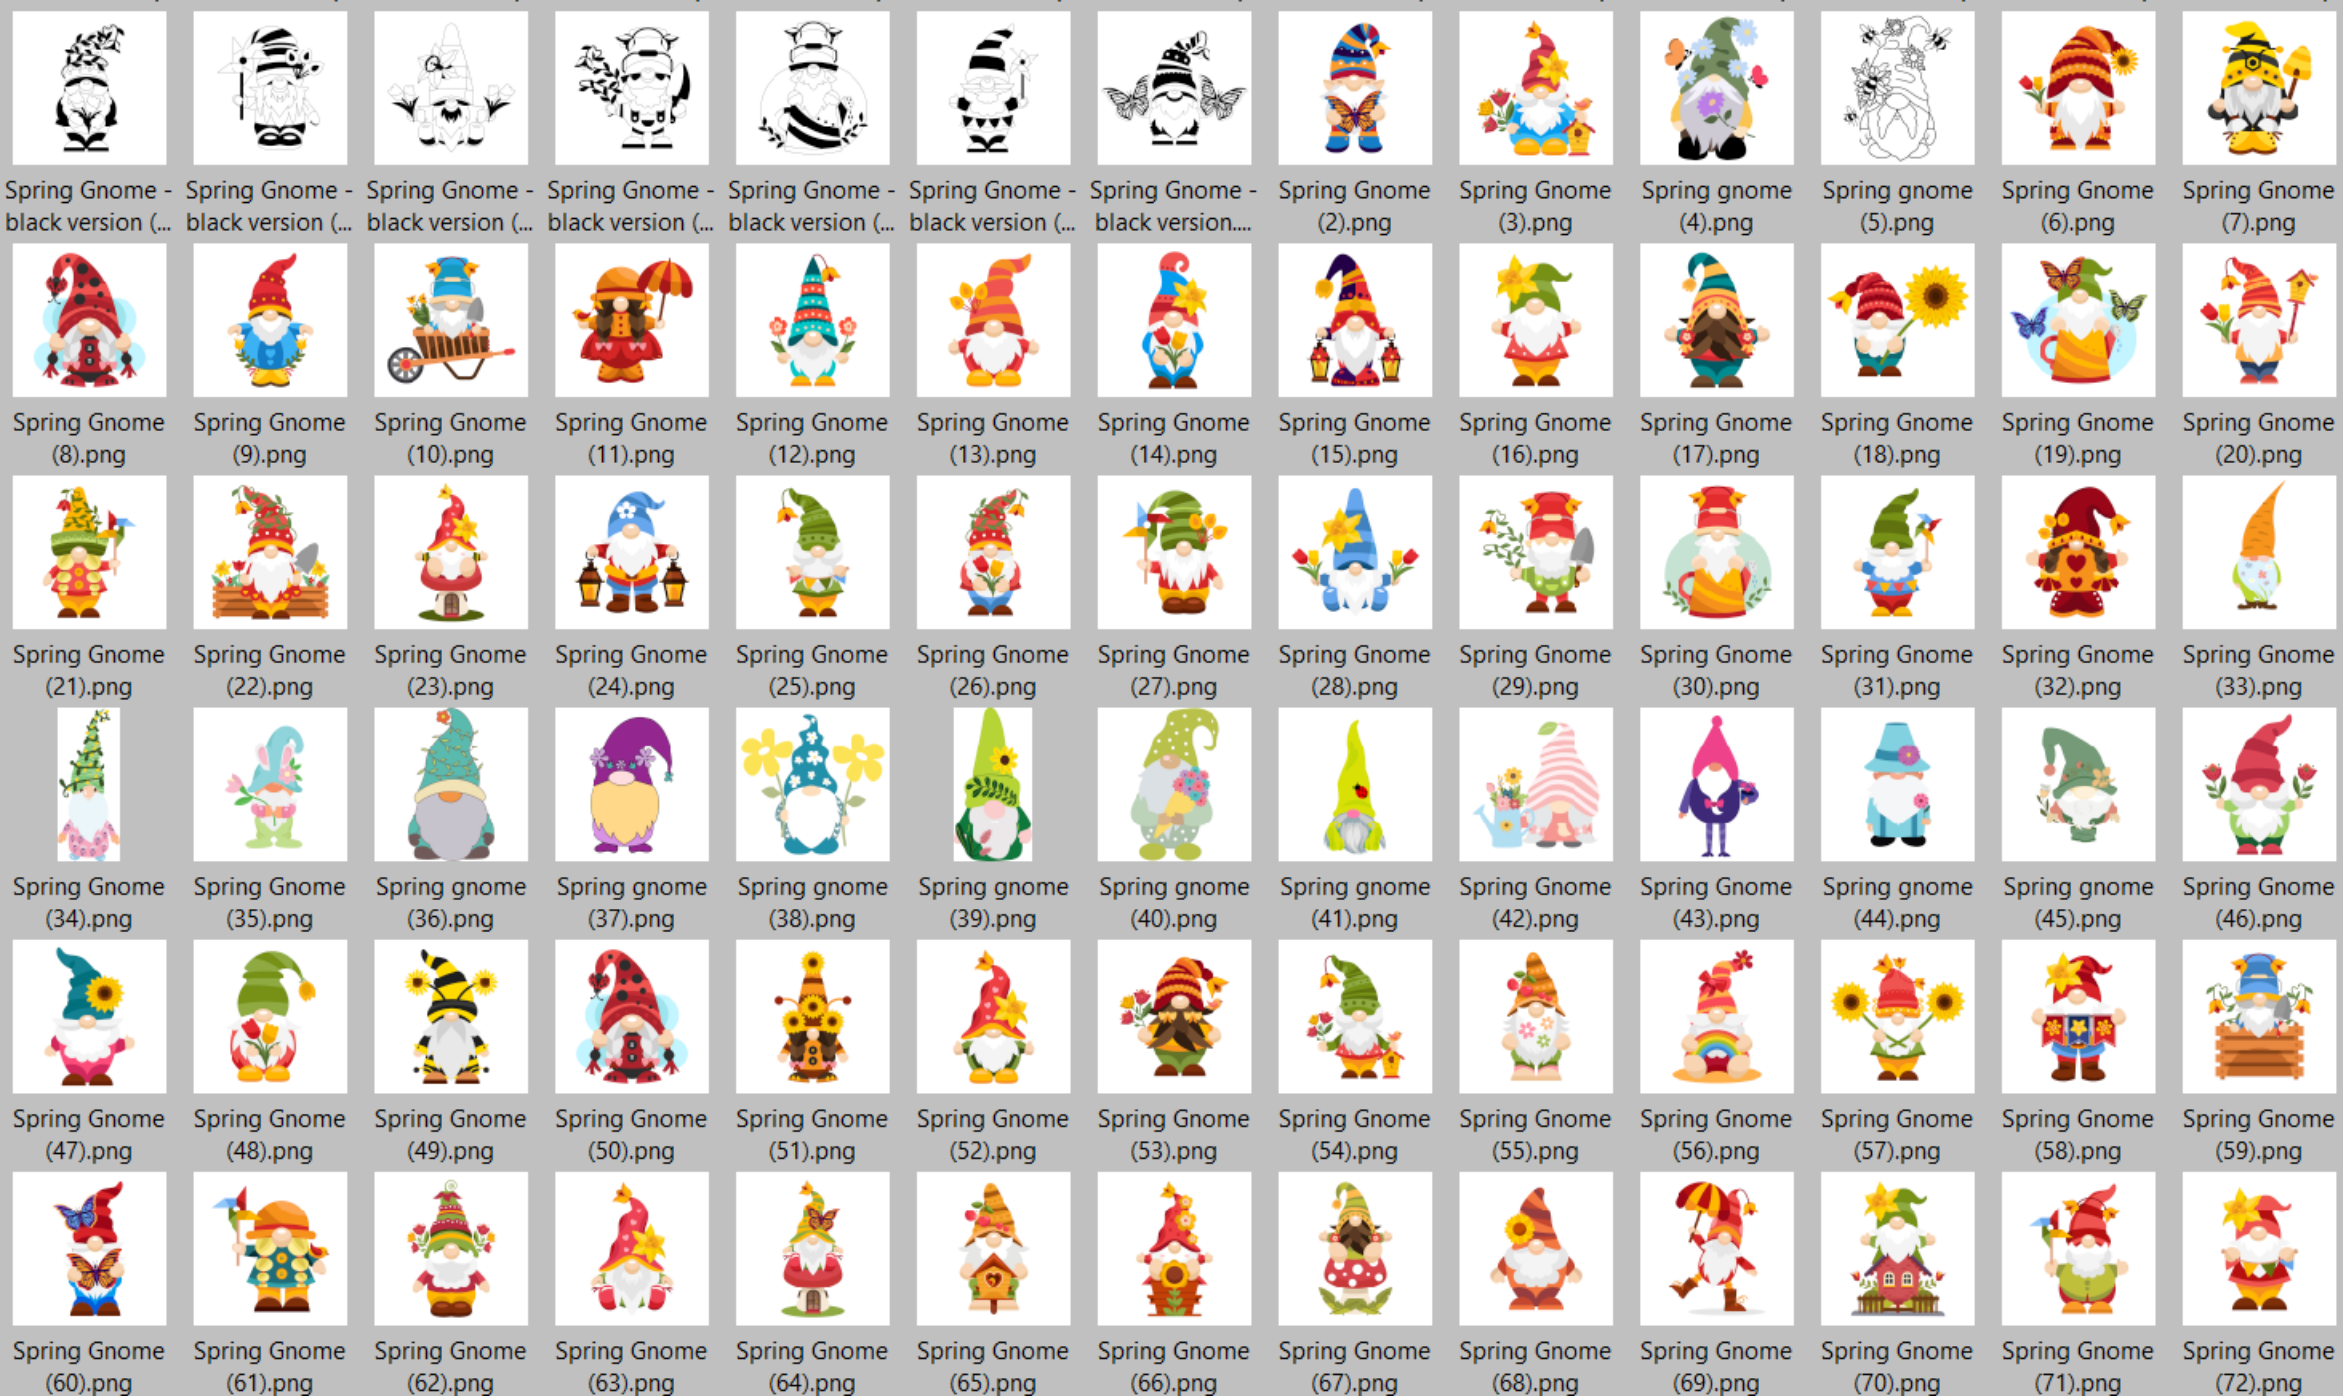 Spring Gnome - Spring Gnome - Spring Gnome - Spring Gnome - Spring Gnome - Spring Gnome - Spring Gnome - Spring Gnome Spring Gnome Spring gnome Spring gnome Spring Gnome Spring Gnome
black version (... black version (... black version (... black version (... black version (... black version (... black version.... (2).png (3).png (4).png (5).png (6).png (7).png
Spring Gnome Spring Gnome Spring Gnome Spring Gnome Spring Gnome Spring Gnome Spring Gnome Spring Gnome Spring Gnome Spring Gnome Spring Gnome Spring Gnome Spring Gnome
(8).png (9).png (10).png (11).png (12).png (13).png (14).png (15).png (16).png (17).png (18).png (19).png (20).png
Spring Gnome Spring Gnome Spring Gnome Spring Gnome Spring Gnome Spring Gnome Spring Gnome Spring Gnome Spring Gnome Spring Gnome Spring Gnome Spring Gnome Spring Gnome
(21).png (22).png (23).png (24).png (25).png (26).png (27).png (28).png (29).png (30).png (31).png (32).png (33).png
Spring Gnome Spring Gnome Spring gnome Spring gnome Spring gnome Spring gnome Spring gnome Spring gnome Spring Gnome Spring Gnome Spring gnome Spring gnome Spring Gnome
(34).png (35).png (36).png (37).png (38).png (39).png (40).png (41).png (42).png (43).png (44).png (45).png (46).png
Spring Gnome Spring Gnome Spring Gnome Spring Gnome Spring Gnome Spring Gnome Spring Gnome Spring Gnome Spring Gnome Spring Gnome Spring Gnome Spring Gnome Spring Gnome
(47).png (48).png (49).png (50).png (51).png (52).png (53).png (54).png (55).png (56).png (57).png (58).png (59).png
Spring Gnome Spring Gnome Spring Gnome Spring Gnome Spring Gnome Spring Gnome Spring Gnome Spring Gnome Spring Gnome Spring Gnome Spring Gnome Spring Gnome Spring Gnome
(60).png (61).png (62).png (63).png (64).png (65).png (66).png (67).png (68).png (69).png (70).png (71).png (72).png